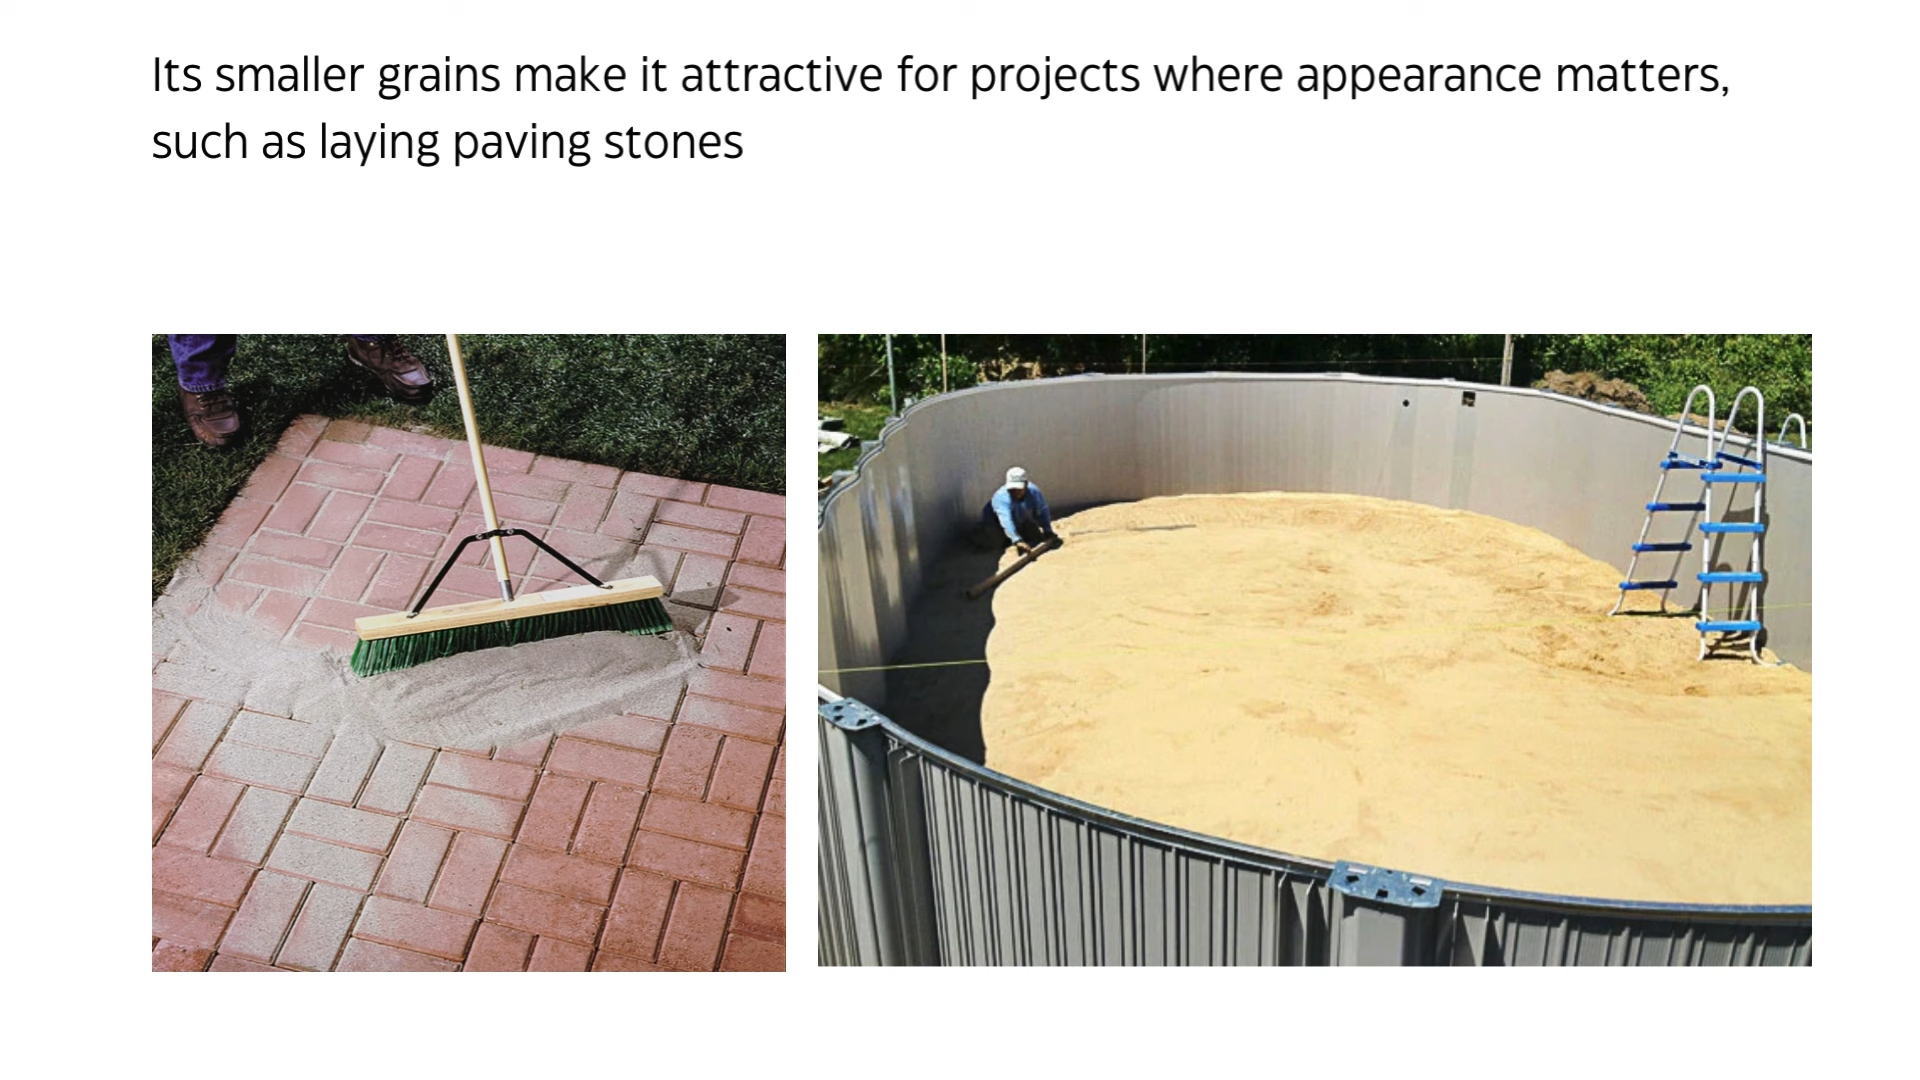 Its smaller grains make it attractive for projects where appearance matters,
such as laying paving stones